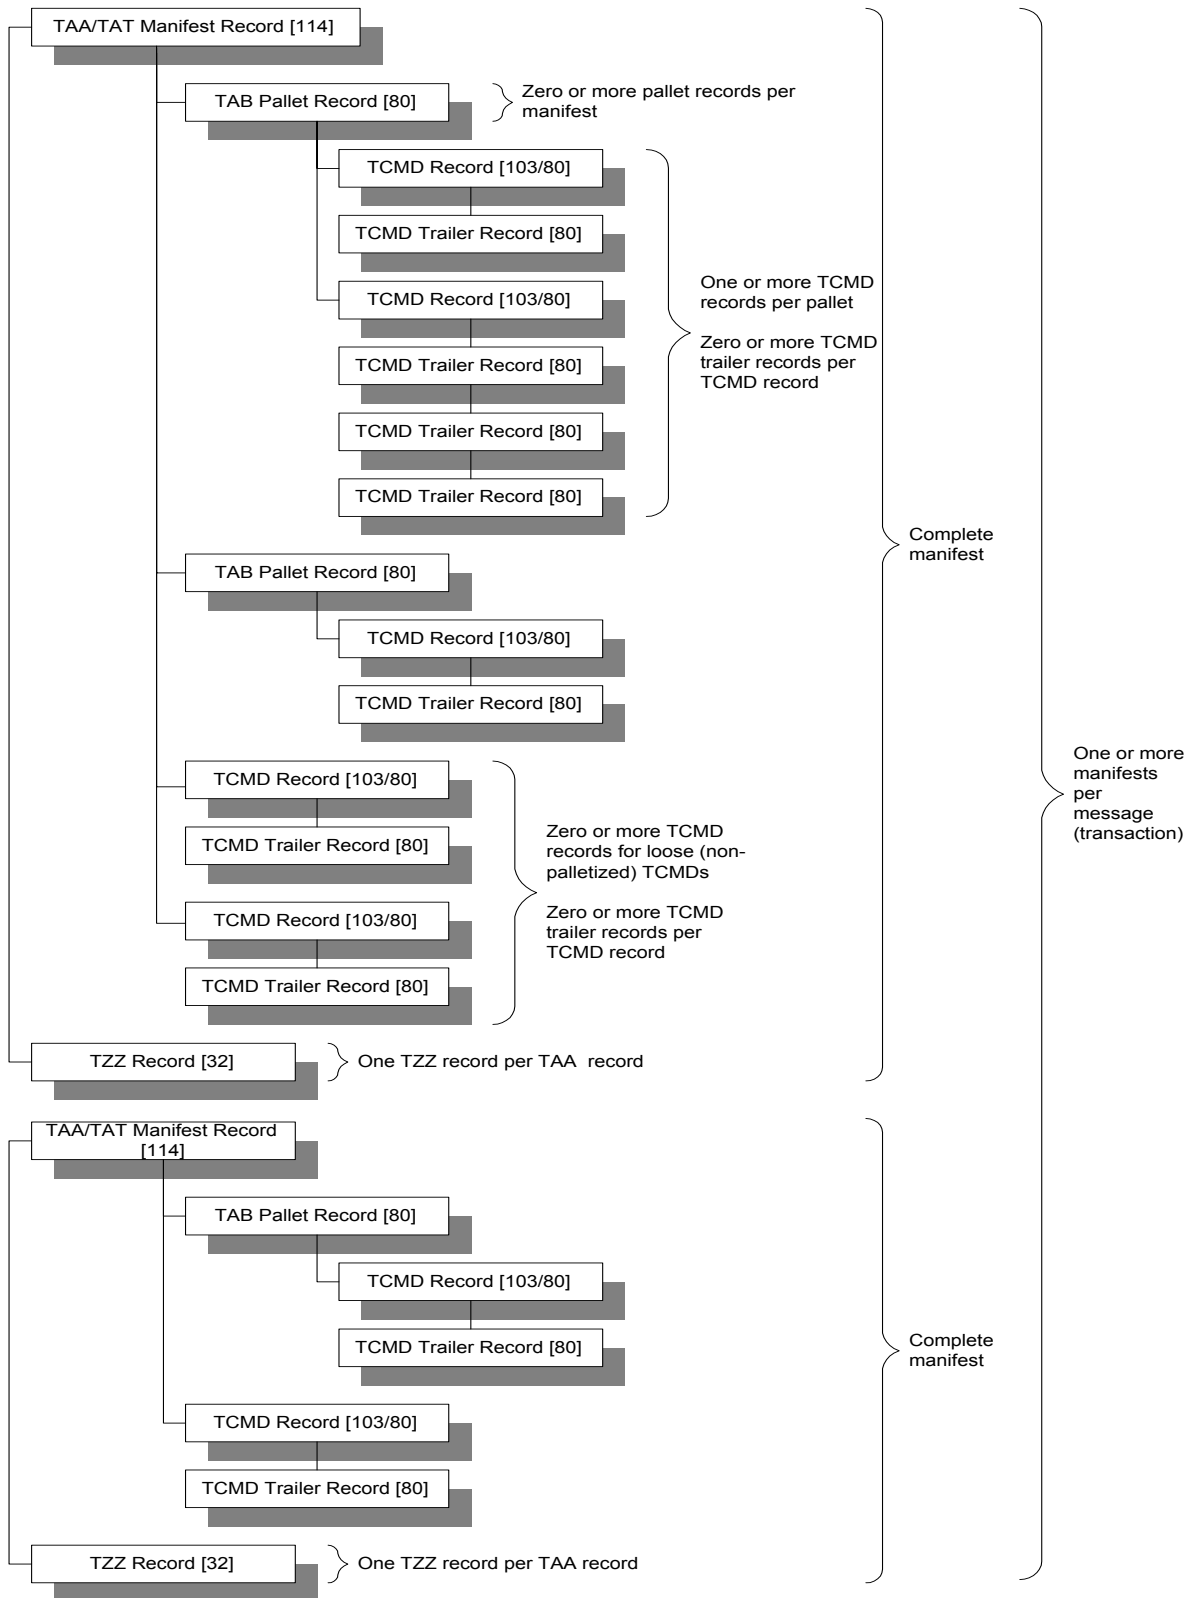 TAA/TAT Manifest Record [114]
TAB Pallet Record [80]
Zero or more pallet records per
manifest
TCMD Record [103/80]
TCMD Trailer Record [80]
TCMD Record [103/80]
TCMD Trailer Record [80]
TCMD Trailer Record [80]
TCMD Trailer Record [80]
One or more TCMD
records per pallet
Zero or more TCMD
trailer records per
TCMD record
Complete
manifest
TAB Pallet Record [80]
TCMD Record [103/80]
TCMD Trailer Record [80]
One or more
manifests
per
message
(transaction)
TCMD Record [103/80]
TCMD Trailer Record [80]
TCMD Record [103/80]
TCMD Trailer Record [80]
Zero or more TCMD
records for loose (non-
palletized) TCMDs
Zero or more TCMD
trailer records per
TCMD record
TZZ Record [32]
One TZZ record per TAA  record
TAA/TAT Manifest Record
[114]
TAB Pallet Record [80]
TCMD Record [103/80]
TCMD Trailer Record [80]
Complete
manifest
TCMD Record [103/80]
TCMD Trailer Record [80]
TZZ Record [32]
One TZZ record per TAA record